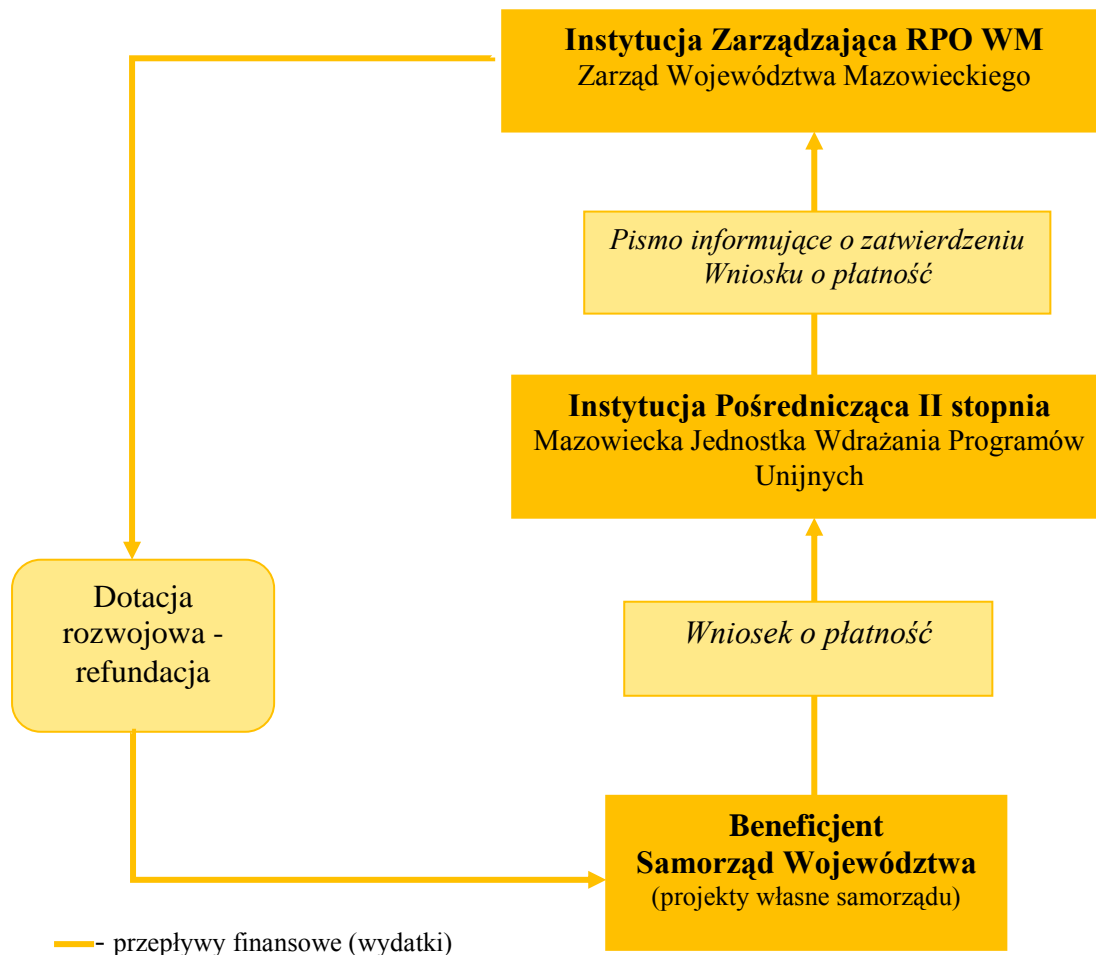 Instytucja Zarządzająca RPO WM
Zarząd Województwa Mazowieckiego
Pismo informujące o zatwierdzeniu
Wniosku o płatność
Instytucja Pośrednicząca II stopnia
Mazowiecka Jednostka Wdrażania Programów
Unijnych
Dotacja
rozwojowa -
refundacja
Wniosek o płatność
Beneficjent
Samorząd Województwa
(projekty własne samorządu)
- przepływy finansowe (wydatki)